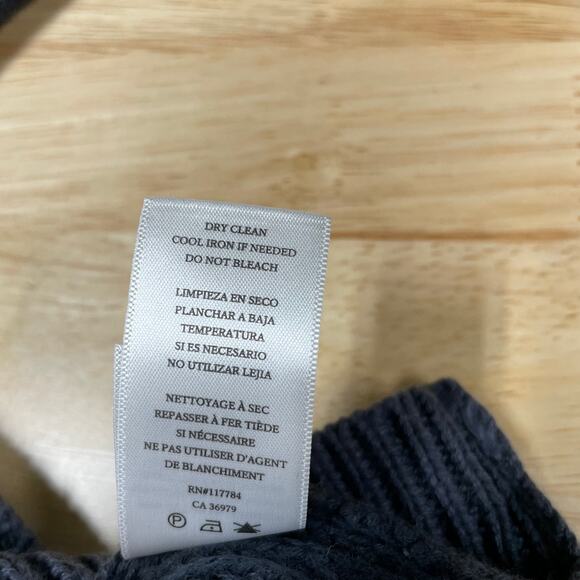 DRY CLEAN
COOL IRON IF NEEDED
DO NOT BLEACH
LIMPIEZA EN SECO
PLANCHAR A BAJA
TEMPERATURA
SI ES NECESARIO
NO UTILIZAR LEJIA
NETTOYAGE À SEC
REPASSER À FER TIÈDE
SI NÉCESSAIRE
NE PAS UTILISER D'AGENT
DE BLANCHIMENT
RN#117784
CA 36979
P